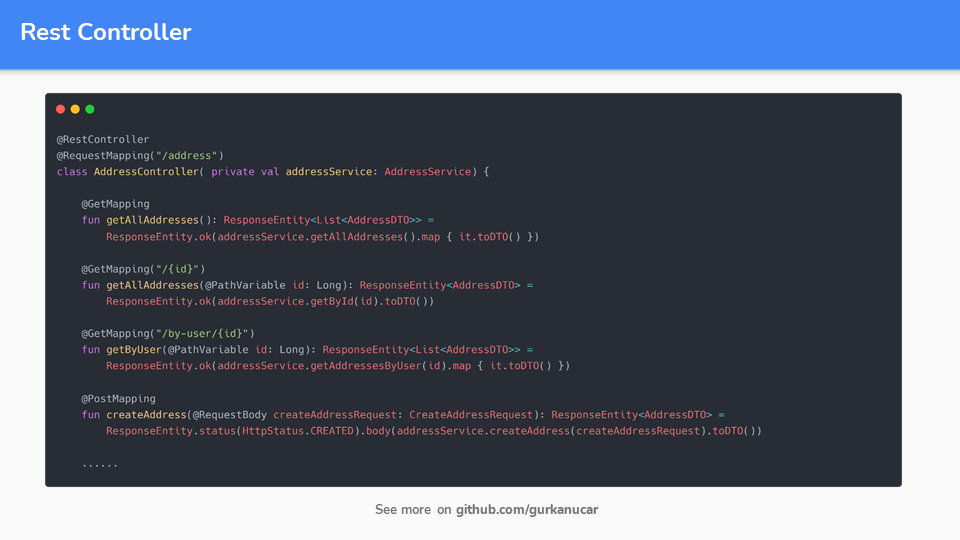 Rest Controller
@RestController
@RequestMapping("/address")
class AddressController( private val addressService: AddressService) {
@GetMapping
fun getAllAddresses(): ResponseEntity<List<AddressDTO>> =
ResponseEntity.ok(addressService.getAllAddresses().map { it.toDTO() })
@GetMapping("/{id}")
fun getAllAddresses(@PathVariable id: Long): ResponseEntity<AddressDTO> =
ResponseEntity.ok(addressService.getById(id).toDTO())
@GetMapping("/by-user/{id}")
fun getByUser(@PathVariable id: Long): ResponseEntity<List<AddressDTO>> =
ResponseEntity.ok(addressService.getAddressesByUser(id).map { it.toDTO() })
@PostMapping
fun createAddress(@RequestBody createAddressRequest: CreateAddressRequest): ResponseEntity<AddressDTO> =
ResponseEntity.status(HttpStatus.CREATED).body(addressService.createAddress(createAddressRequest).toDTO())
......
See more on github.com/gurkanucar